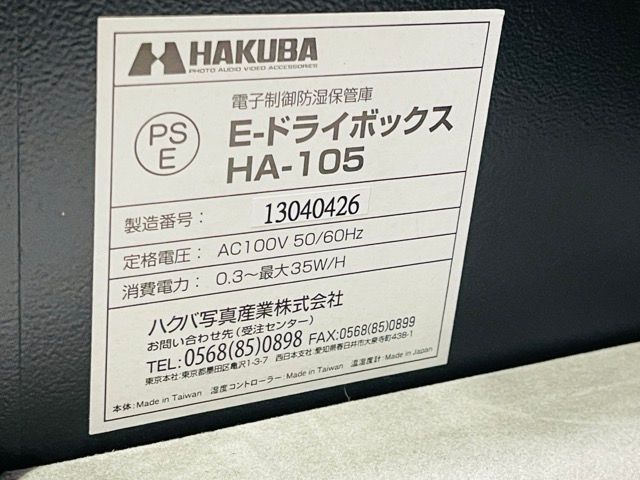 HAKUBA
PHOTO AUDIO VIDEO ACCESSORIES
電子制御防湿保管庫
PS
E
E-ドライボックス
HA-105
製造番号： 13040426
定格電圧： AC100V 50/60Hz
消費電力： 0.3～最大35W/H
ハクバ写真産業株式会社
お問い合わせ先（受注センター）
TEL:0568(85)0898 FAX:0568(85)0899
東京本社:東京都墨田区亀沢1-3-7 西日本支社:愛知県春日井市大泉寺町438-1
本体：Made in Taiwan 湿度コントローラー：Made in Taiwan 温湿度計：Made in Japan